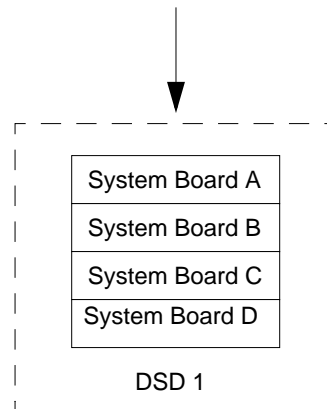 System Board A
System Board B
System Board C
System Board D
DSD 1